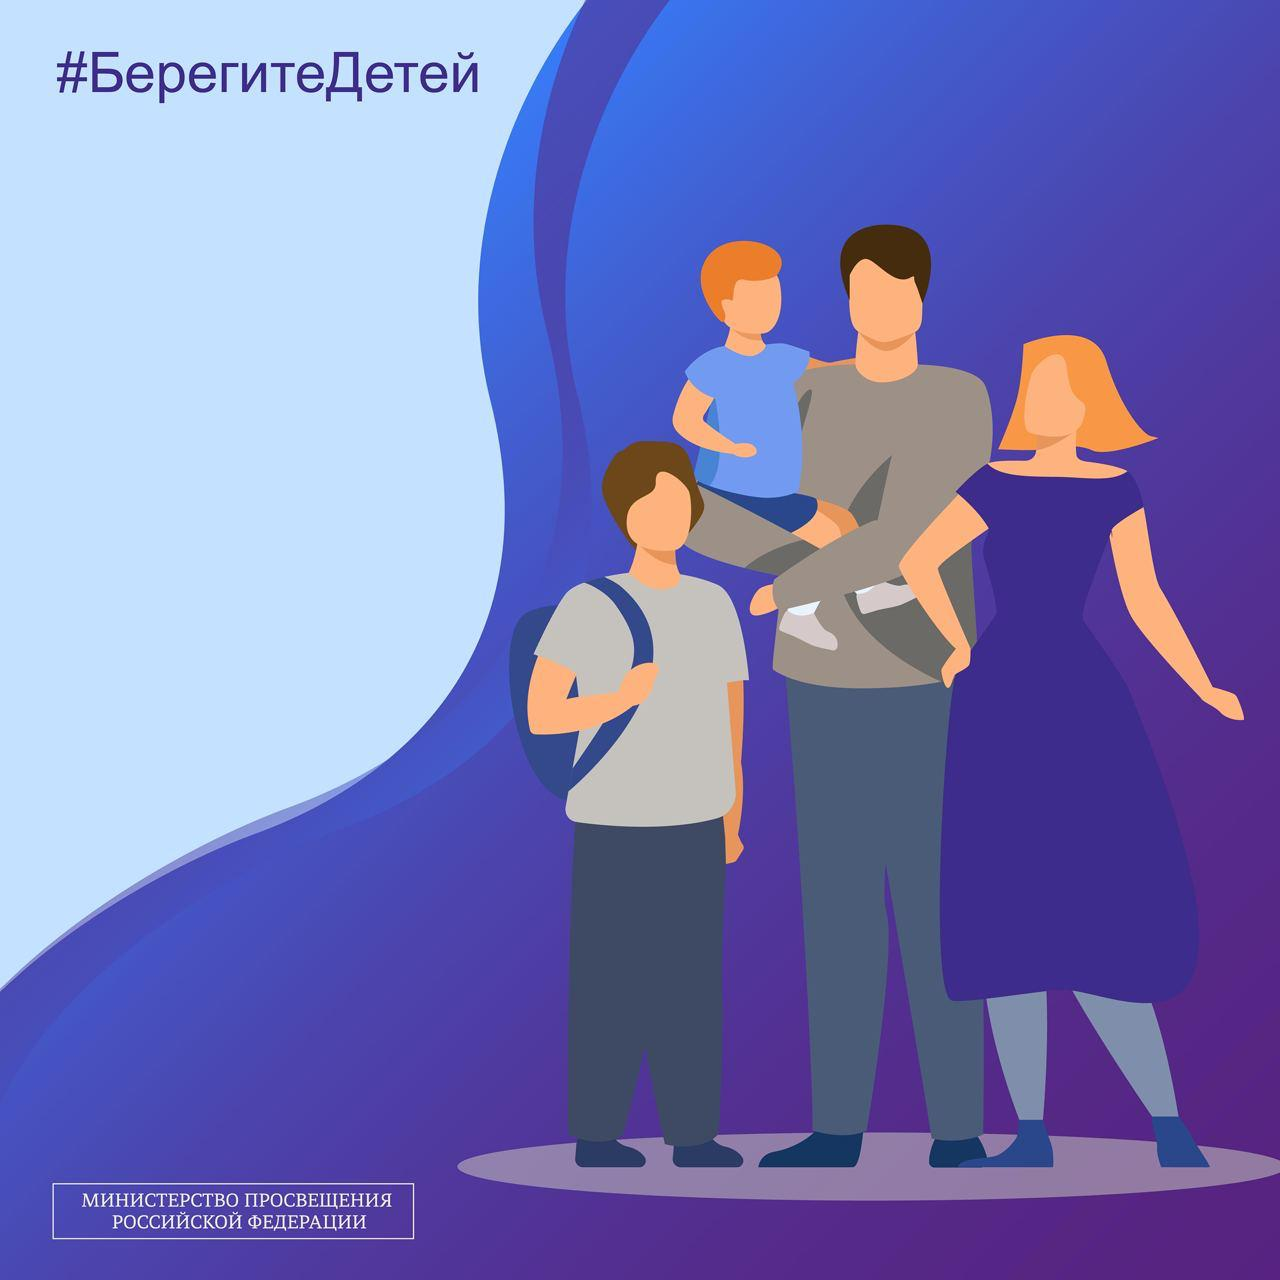 #БерегитеДетей
МИНИСТЕРСТВО ПРОСВЕЩЕНИЯ
РОССИЙСКОЙ ФЕДЕРАЦИИ